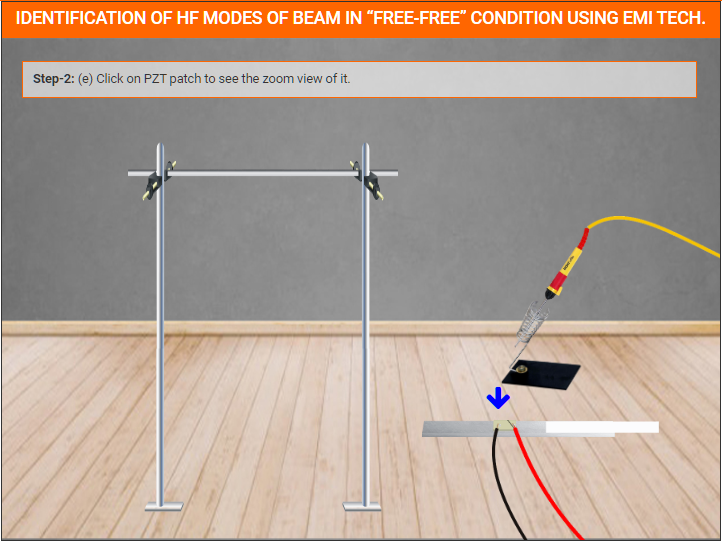 IDENTIFICATION OF HF MODES OF BEAM IN “FREE-FREE” CONDITION USING EMI TECH.
Step-2: (e) Click on PZT patch to see the zoom view of it.